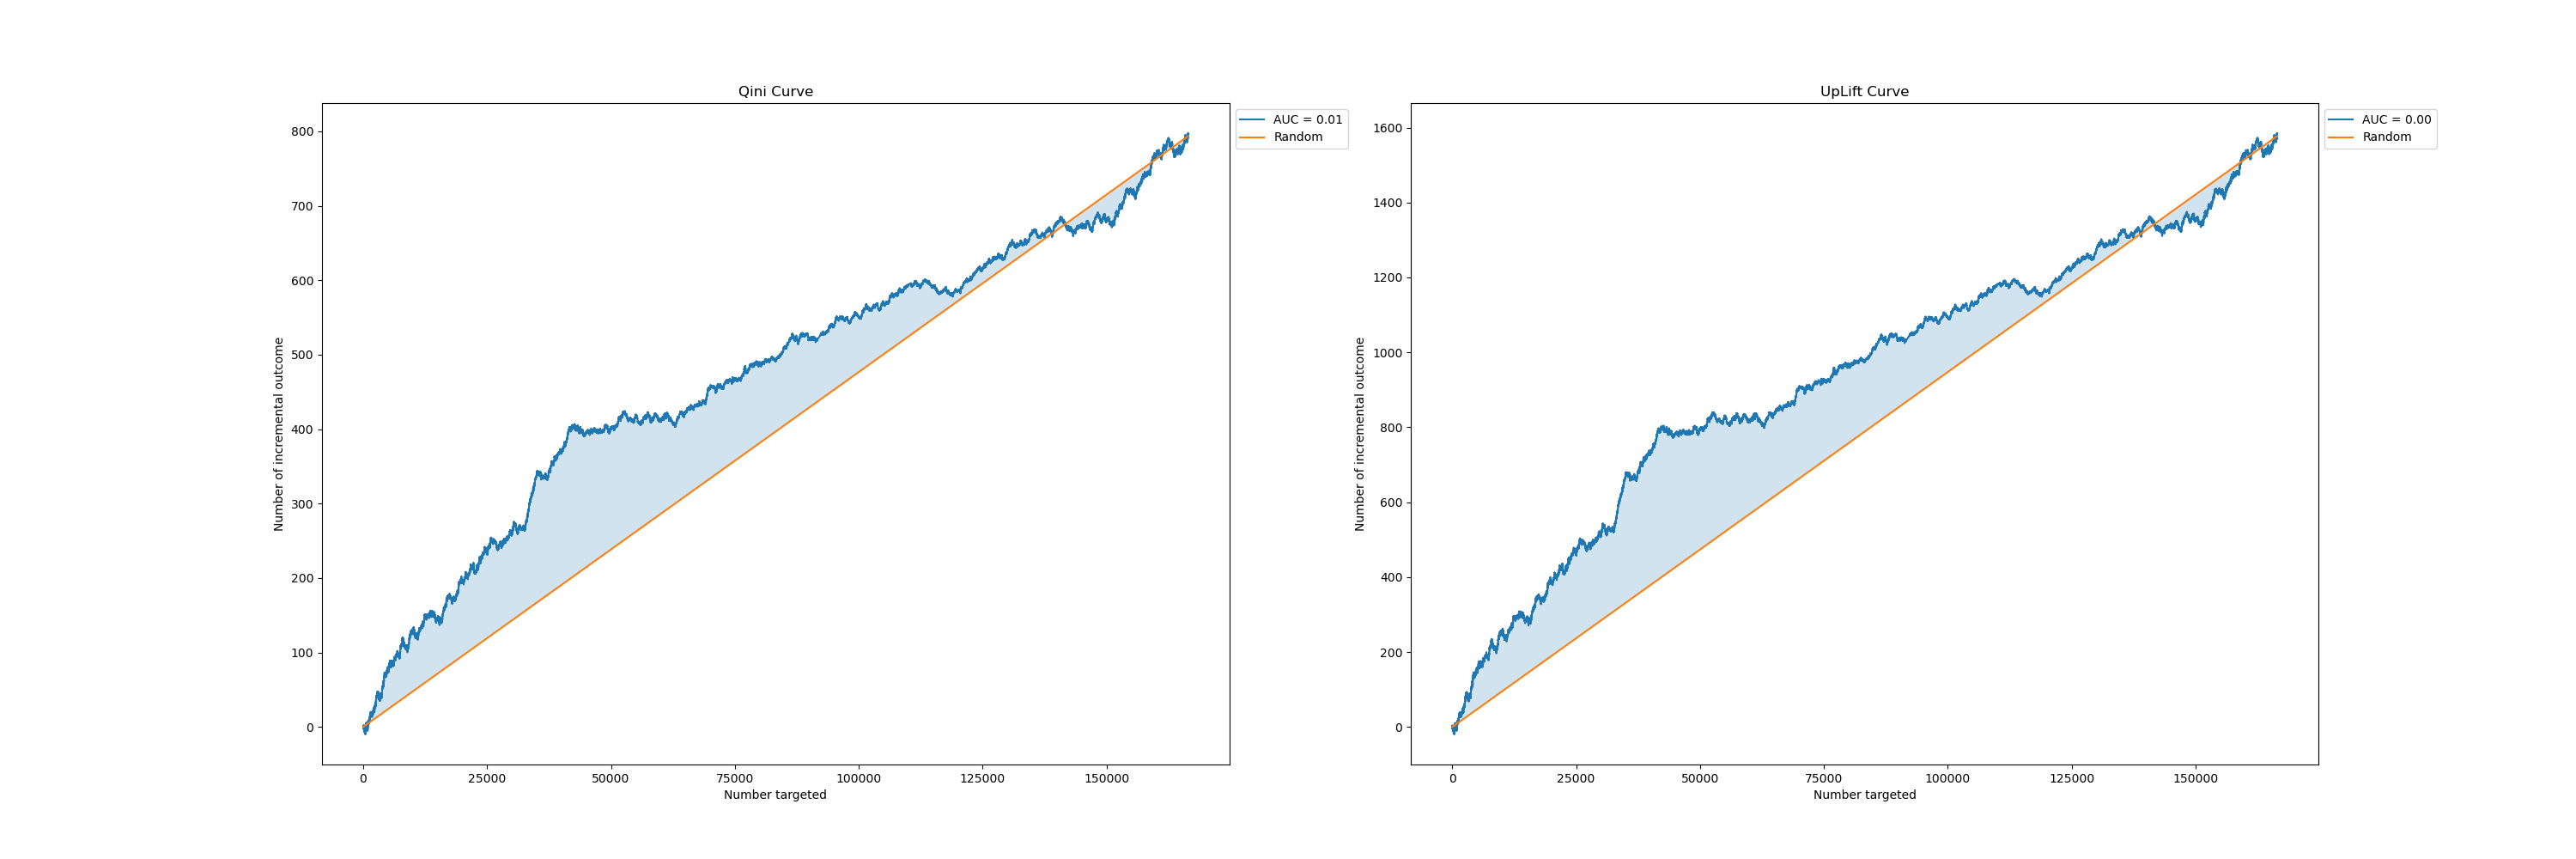 Qini Curve
800
700
600
500
400
300
200
100
0
Number of incremental outcome
0 25000 50000 75000 100000 125000 150000
Number targeted
AUC = 0.01
Random
UpLift Curve
1600
1400
1200
1000
800
600
400
200
0
Number of incremental outcome
0 25000 50000 75000 100000 125000 150000
Number targeted
AUC = 0.00
Random